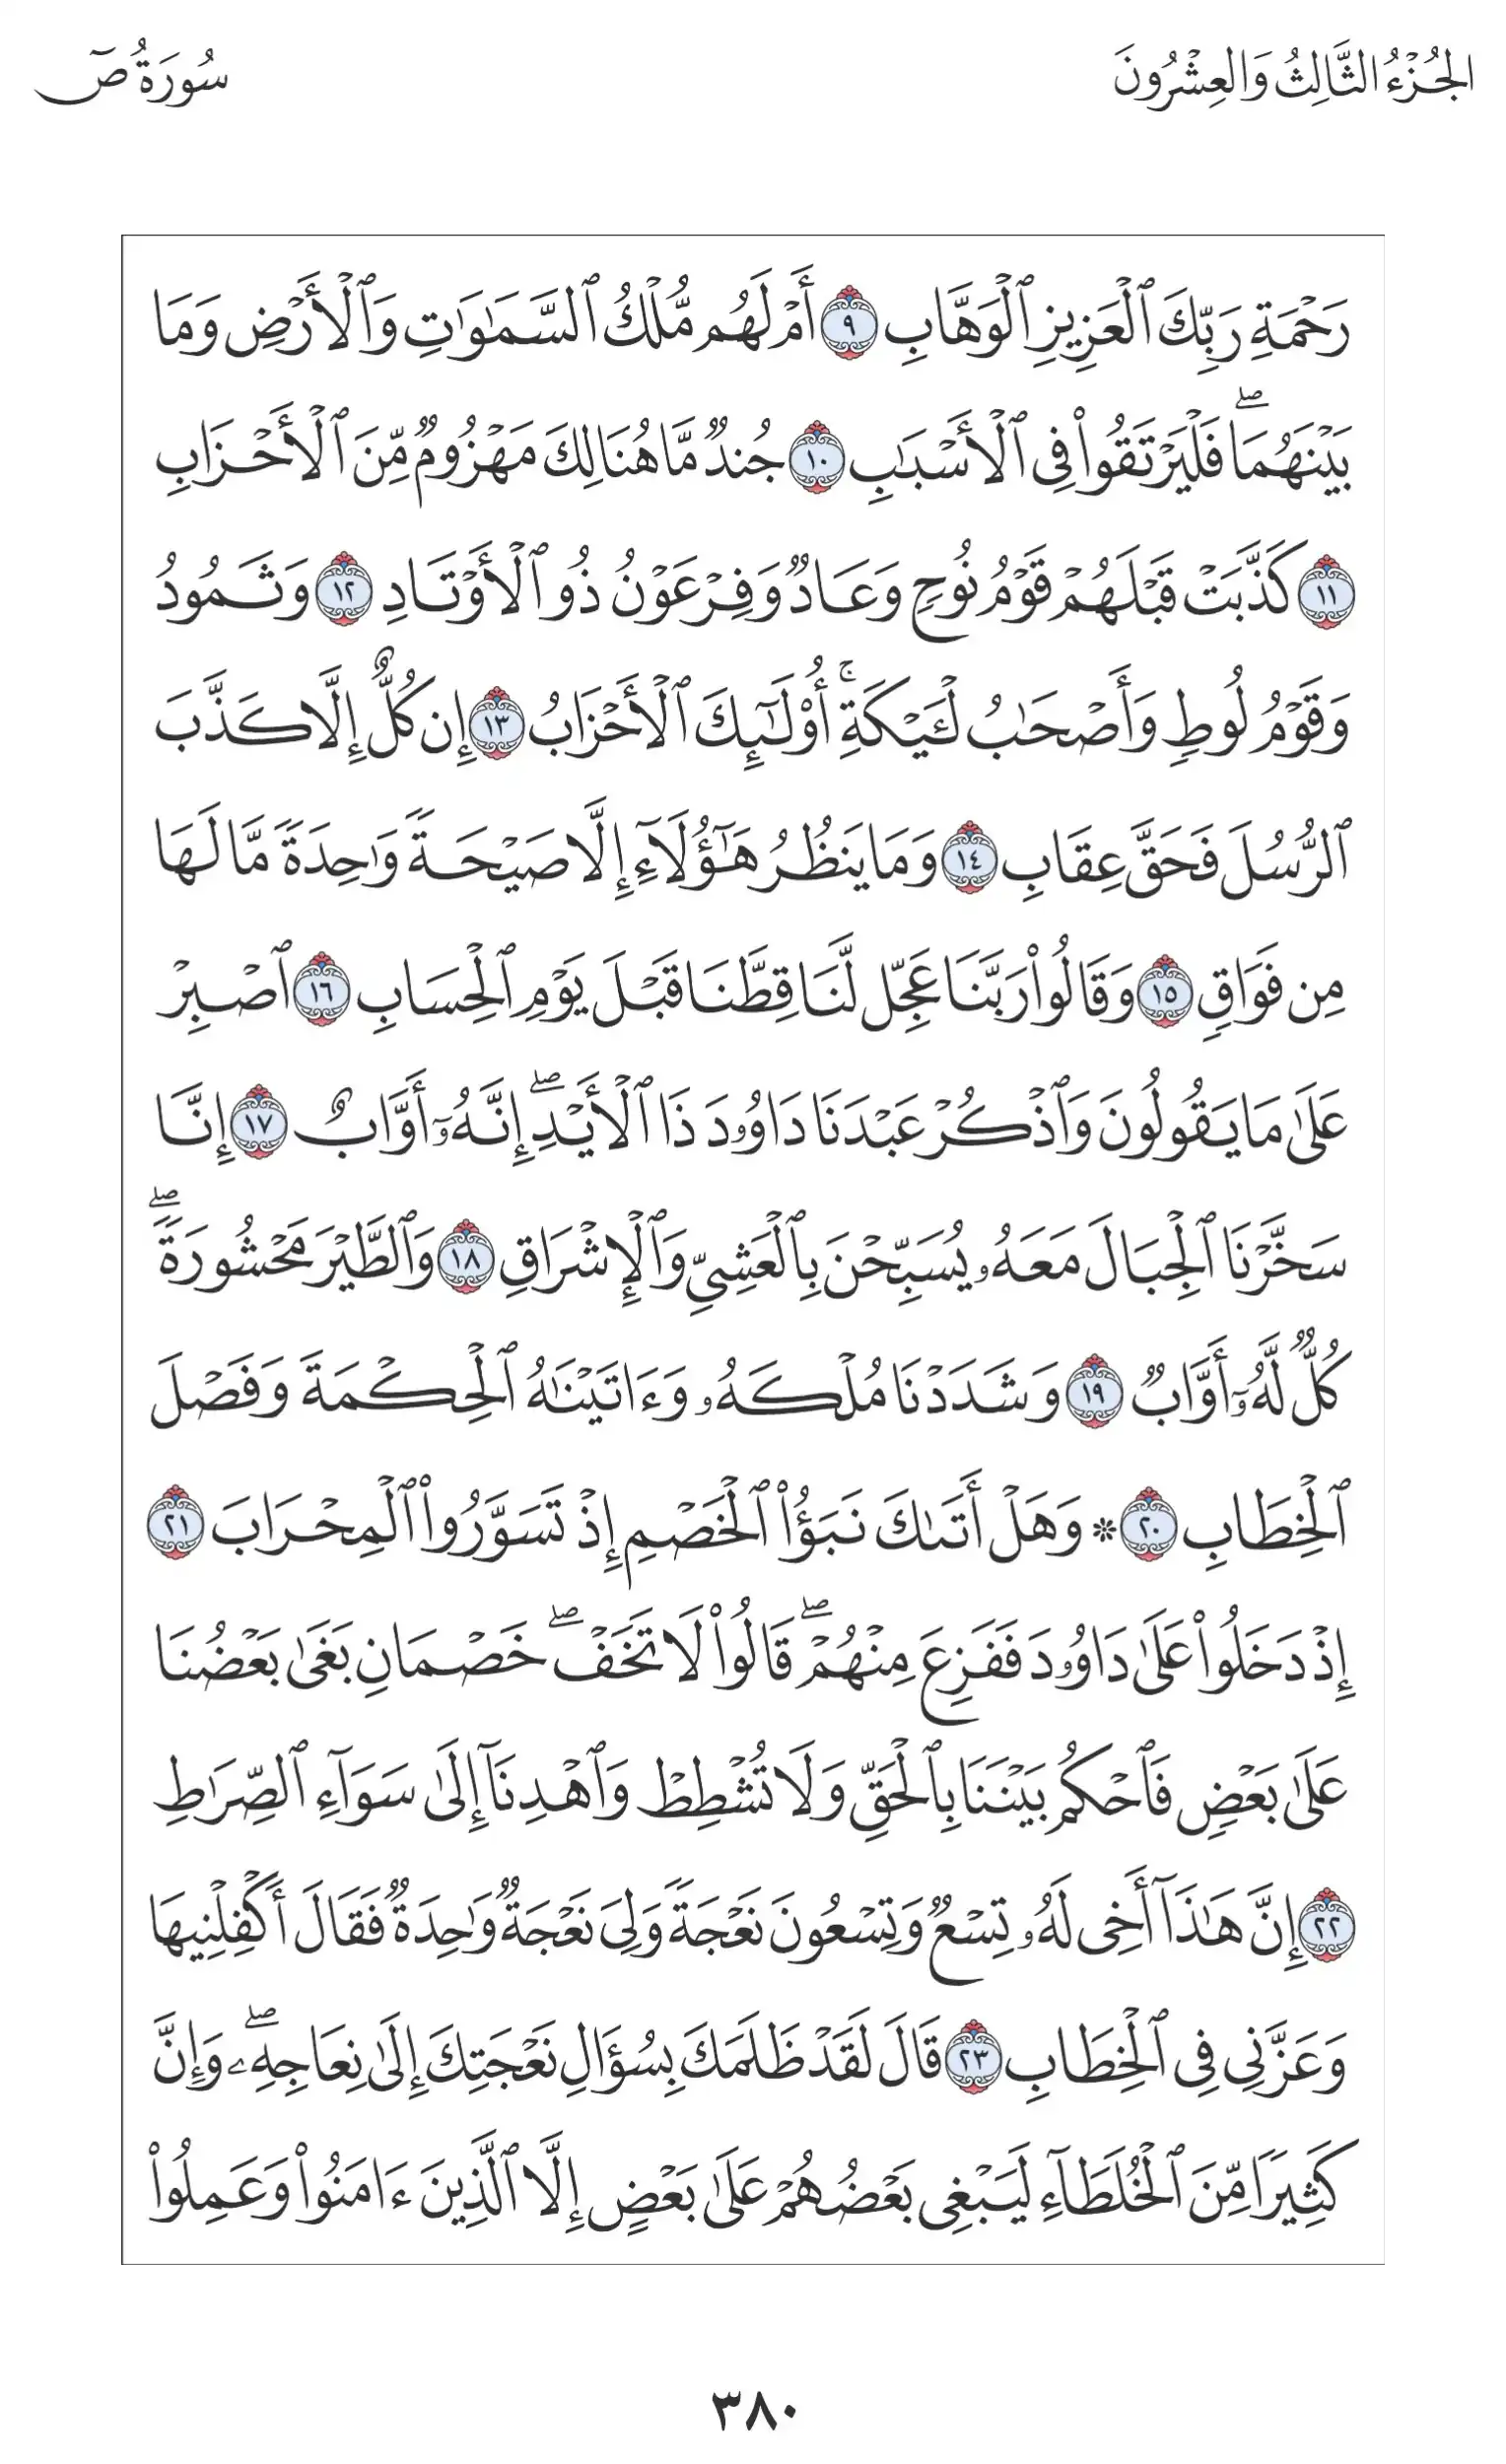 الجُزْءُ الثَّالِثُ وَالعِشْرُونَ
سُورَةُ صٓ
رَحْمَةِ رَبِّكَ ٱلْعَزِيزِ ٱلْوَهَّابِ ٩ أَمْ لَهُم مُّلْكُ ٱلسَّمَٰوَٰتِ وَٱلْأَرْضِ وَمَا
بَيْنَهُمَاۖ فَلْيَرْتَقُوا۟ فِى ٱلْأَسْبَٰبِ ١٠ جُندٌ مَّا هُنَالِكَ مَهْزُومٌ مِّنَ ٱلْأَحْزَابِ
١١ كَذَّبَتْ قَبْلَهُمْ قَوْمُ نُوحٍ وَعَادٌ وَفِرْعَوْنُ ذُو ٱلْأَوْتَادِ ١٢ وَثَمُودُ
وَقَوْمُ لُوطٍ وَأَصْحَٰبُ لْـَٔيْكَةِۚ أُو۟لَٰٓئِكَ ٱلْأَحْزَابُ ١٣ إِن كُلٌّ إِلَّا كَذَّبَ
ٱلرُّسُلَ فَحَقَّ عِقَابِ ١٤ وَمَا يَنظُرُ هَٰٓؤُلَآءِ إِلَّا صَيْحَةً وَٰحِدَةً مَّا لَهَا
مِن فَوَاقٍ ١٥ وَقَالُوا۟ رَبَّنَا عَجِّل لَّنَا قِطَّنَا قَبْلَ يَوْمِ ٱلْحِسَابِ ١٦ ٱصْبِرْ
عَلَىٰ مَا يَقُولُونَ وَٱذْكُرْ عَبْدَنَا دَاوُۥدَ ذَا ٱلْأَيْدِۖ إِنَّهُۥٓ أَوَّابٌ ١٧ إِنَّا
سَخَّرْنَا ٱلْجِبَالَ مَعَهُۥ يُسَبِّحْنَ بِٱلْعَشِىِّ وَٱلْإِشْرَاقِ ١٨ وَٱلطَّيْرَ مَحْشُورَةًۖ
كُلٌّ لَّهُۥٓ أَوَّابٌ ١٩ وَشَدَدْنَا مُلْكَهُۥ وَءَاتَيْنَٰهُ ٱلْحِكْمَةَ وَفَصْلَ
ٱلْخِطَابِ ٢٠ * وَهَلْ أَتَىٰكَ نَبَؤُا۟ ٱلْخَصْمِ إِذْ تَسَوَّرُوا۟ ٱلْمِحْرَابَ ٢١
إِذْ دَخَلُوا۟ عَلَىٰ دَاوُۥدَ فَفَزِعَ مِنْهُمْۖ قَالُوا۟ لَا تَخَفْۖ خَصْمَانِ بَغَىٰ بَعْضُنَا
عَلَىٰ بَعْضٍ فَٱحْكُم بَيْنَنَا بِٱلْحَقِّ وَلَا تُشْطِطْ وَٱهْدِنَآ إِلَىٰ سَوَآءِ ٱلصِّرَٰطِ
٢٢ إِنَّ هَٰذَآ أَخِى لَهُۥ تِسْعٌ وَتِسْعُونَ نَعْجَةً وَلِىَ نَعْجَةٌ وَٰحِدَةٌ فَقَالَ أَكْفِلْنِيهَا
وَعَزَّنِى فِى ٱلْخِطَابِ ٢٣ قَالَ لَقَدْ ظَلَمَكَ بِسُؤَالِ نَعْجَتِكَ إِلَىٰ نِعَاجِهِۦۖ وَإِنَّ
كَثِيرًا مِّنَ ٱلْخُلَطَآءِ لَيَبْغِى بَعْضُهُمْ عَلَىٰ بَعْضٍ إِلَّا ٱلَّذِينَ ءَامَنُوا۟ وَعَمِلُوا۟
٣٨٠